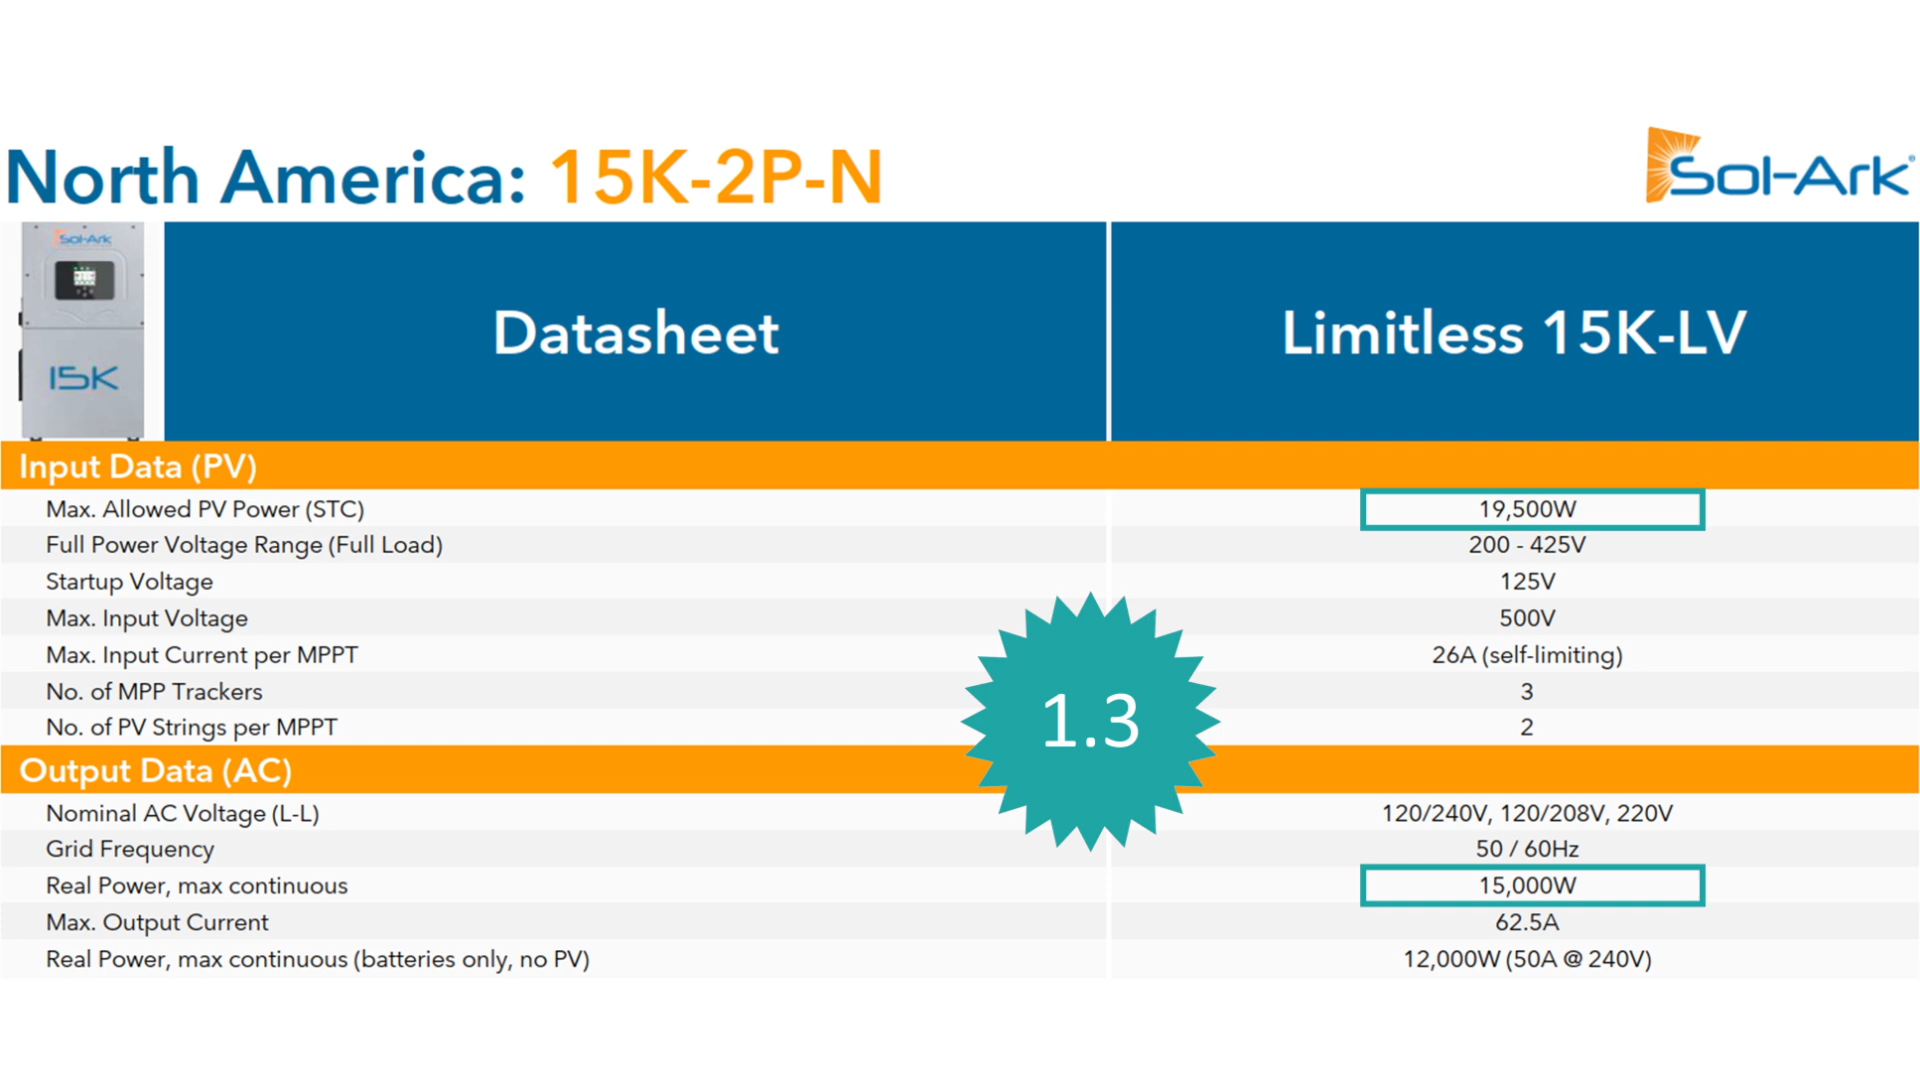 North America: 15K-2P-N
Sol-Ark®
Sol-Ark
15K
Datasheet
Limitless 15K-LV
Input Data (PV)
Max. Allowed PV Power (STC) 19,500W
Full Power Voltage Range (Full Load) 200 - 425V
Startup Voltage 125V
Max. Input Voltage 500V
Max. Input Current per MPPT 26A (self-limiting)
No. of MPP Trackers 3
No. of PV Strings per MPPT 2
1.3
Output Data (AC)
Nominal AC Voltage (L-L) 120/240V, 120/208V, 220V
Grid Frequency 50 / 60Hz
Real Power, max continuous 15,000W
Max. Output Current 62.5A
Real Power, max continuous (batteries only, no PV) 12,000W (50A @ 240V)